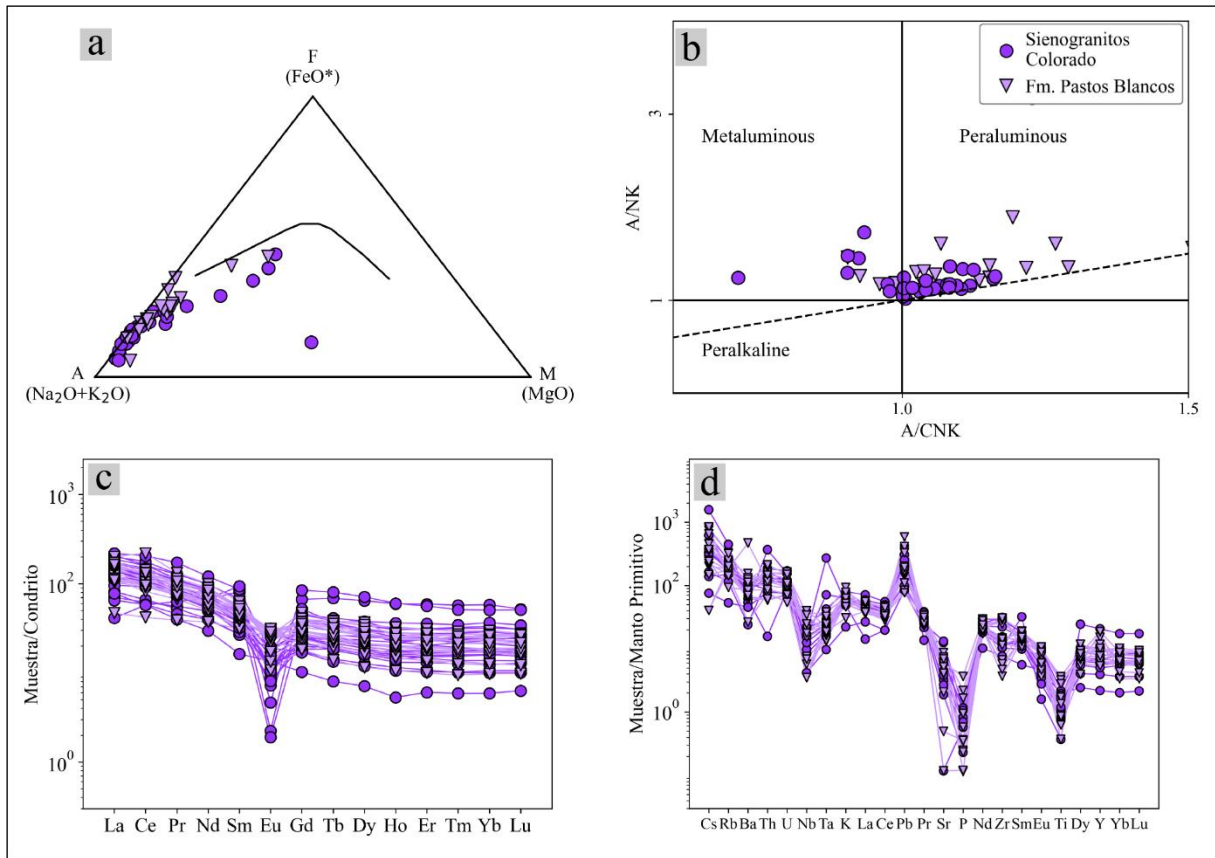 a
F
(FeO*)
A
(Na₂O+K₂O)
M
(MgO)
b
Sienogranitos
Colorado
Fm. Pastos Blancos
Metaluminous
Peraluminous
Peralkaline
A/NK
3
1
1.0
1.5
A/CNK
c
Muestra/Condrito
10³
10²
10⁰
La Ce Pr Nd Sm Eu Gd Tb Dy Ho Er Tm Yb Lu
d
Muestra/Manto Primitivo
10³
10²
10⁰
Cs Rb Ba Th U Nb Ta K La Ce Pb Pr Sr P Nd Zr Sm Eu Ti Dy Y Yb Lu